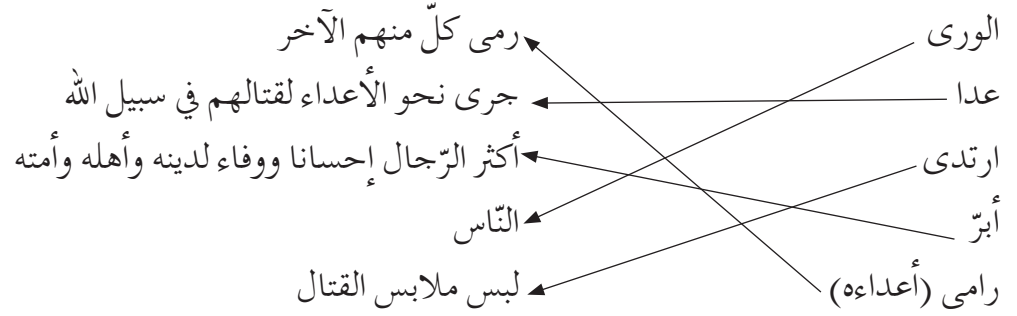 الورى رمى كلّ منهم الآخر
عدا جرى نحو الأعداء لقتالهم في سبيل الله
ارتدى أكثر الرّجال إحسانا ووفاء لدينه وأهله وأمته
أبرّ النّاس
رامى (أعداءه) لبس ملابس القتال